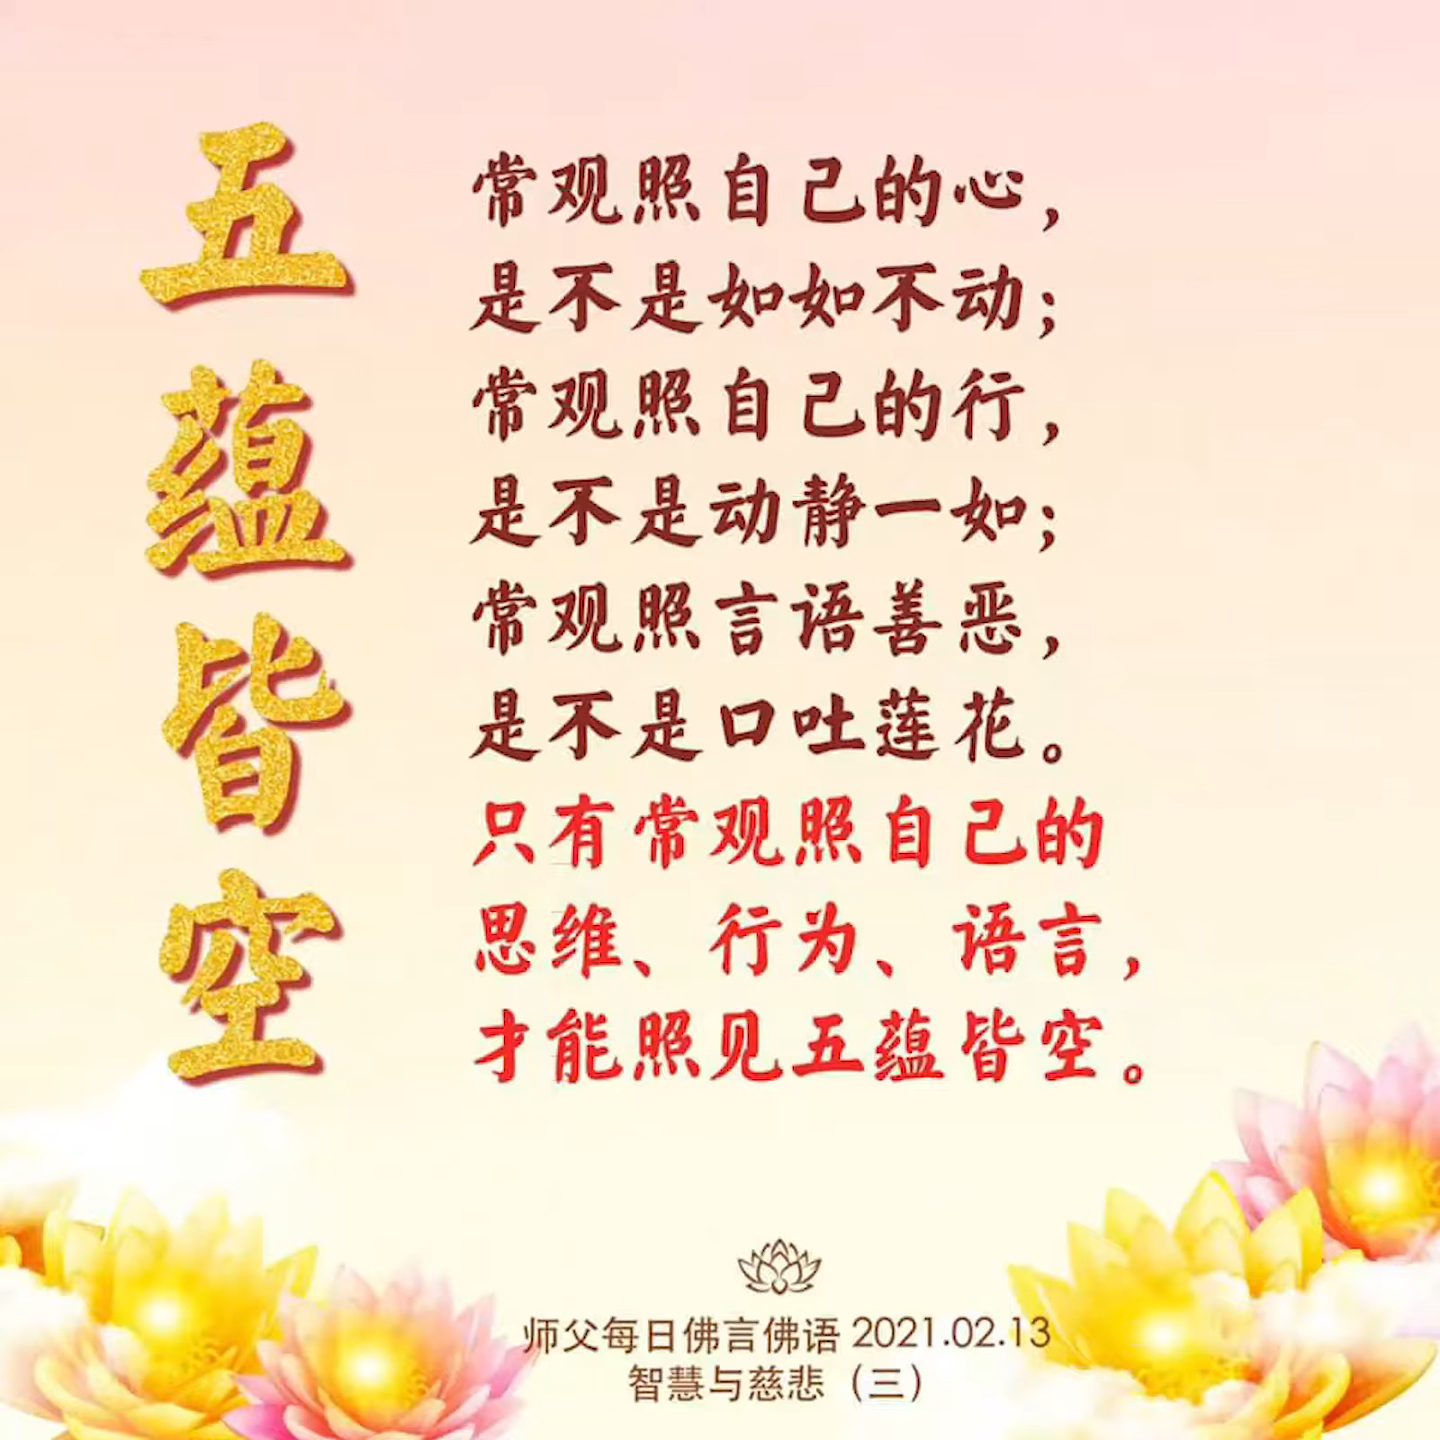 五蕴皆空
常观照自己的心，
是不是如如不动；
常观照自己的行，
是不是动静一如；
常观照言语善恶，
是不是口吐莲花。
只有常观照自己的
思维、行为、语言，
才能照见五蕴皆空。
师父每日佛言佛语 2021.02.13
智慧与慈悲（三）